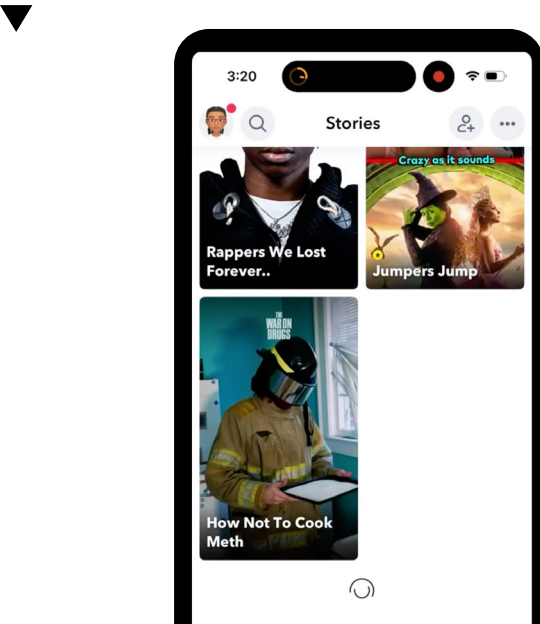 3:20
Stories
Crazy as it sounds
Rappers We Lost
Forever..
Jumpers Jump
THE
WAR ON
DRUGS
How Not To Cook
Meth